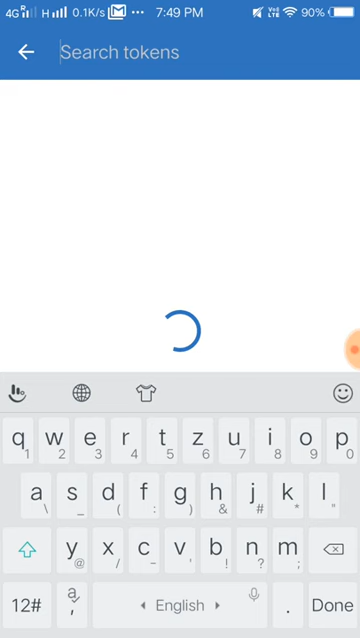 4G R H 0.1K/s M ··· 7:49 PM VoLTE 90%
Search tokens
q w e r t z u i o p
1 2 3 4 5 6 7 8 9 0
a s d f g h j k l
\ _ ( : ) & # * "
y x c v b n m
@ / - ' ! ? ;
12# a , English . Done